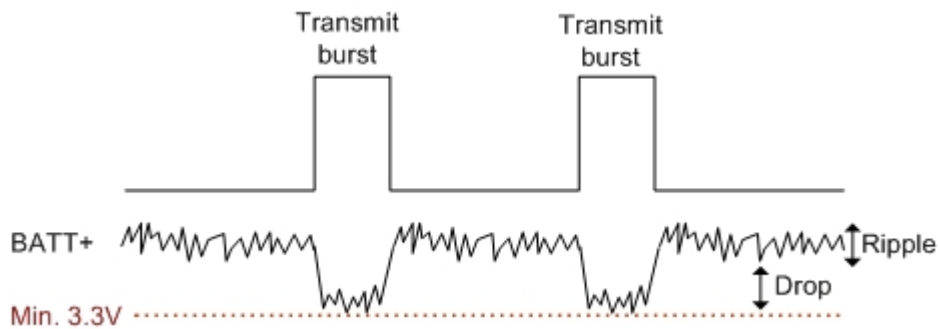 Transmit
burst
Transmit
burst
BATT+
Ripple
Drop
Min. 3.3V